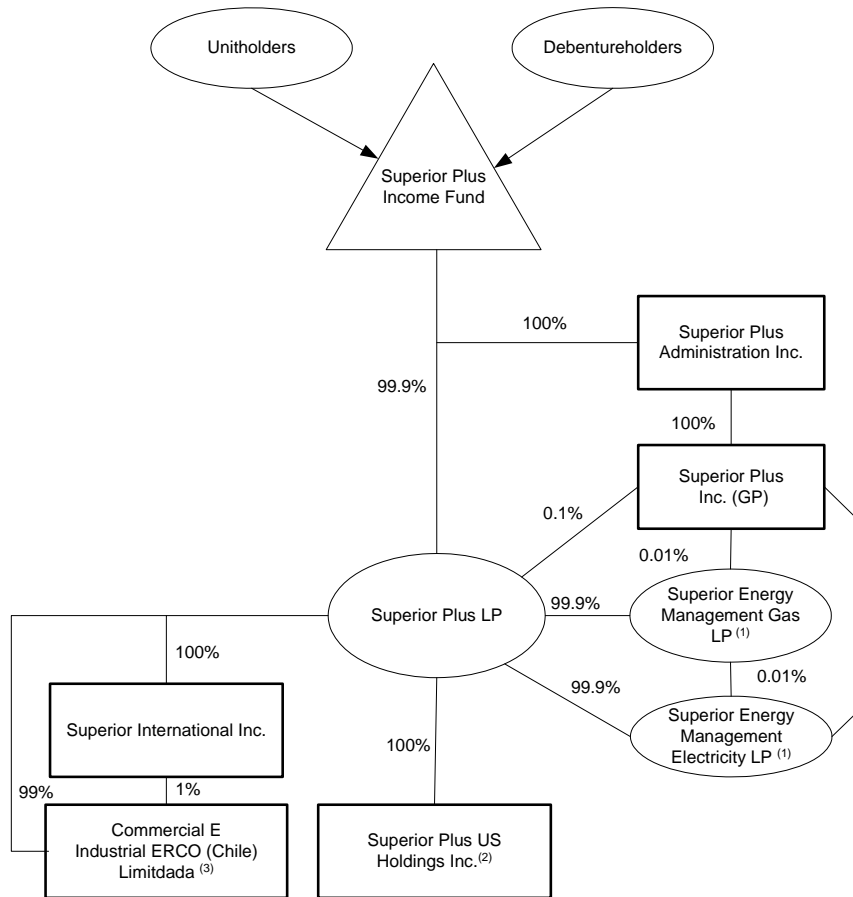 Unitholders
Debentureholders
Superior Plus
Income Fund
100%
Superior Plus
Administration Inc.
99.9%
100%
Superior Plus
Inc. (GP)
0.1%
0.01%
Superior Plus LP
99.9%
Superior Energy
Management Gas
LP (1)
100%
0.01%
99.9%
Superior International Inc.
Superior Energy
Management
Electricity LP (1)
100%
99%
1%
Commercial E
Industrial ERCO (Chile)
Limitdada (3)
Superior Plus US
Holdings Inc.(2)